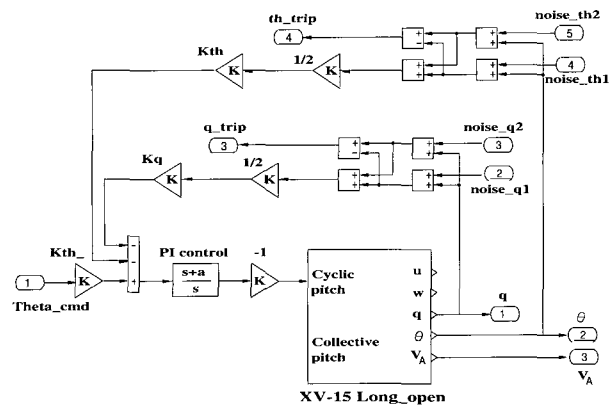 th_trip
noise_th2
4
+
−
+
+
5
Kth
1/2
K
K
+
+
+
+
4
noise_th1
q_trip
noise_q2
3
+
−
+
+
3
Kq
1/2
2
K
K
+
+
+
+
noise_q1
Kth_
PI control
-1
−
−
+
1
K
s+a
s
K
Theta_cmd
Cyclic
pitch
Collective
pitch
u
w
q
θ
V_A
q
1
θ
2
3
V_A
XV-15 Long_open